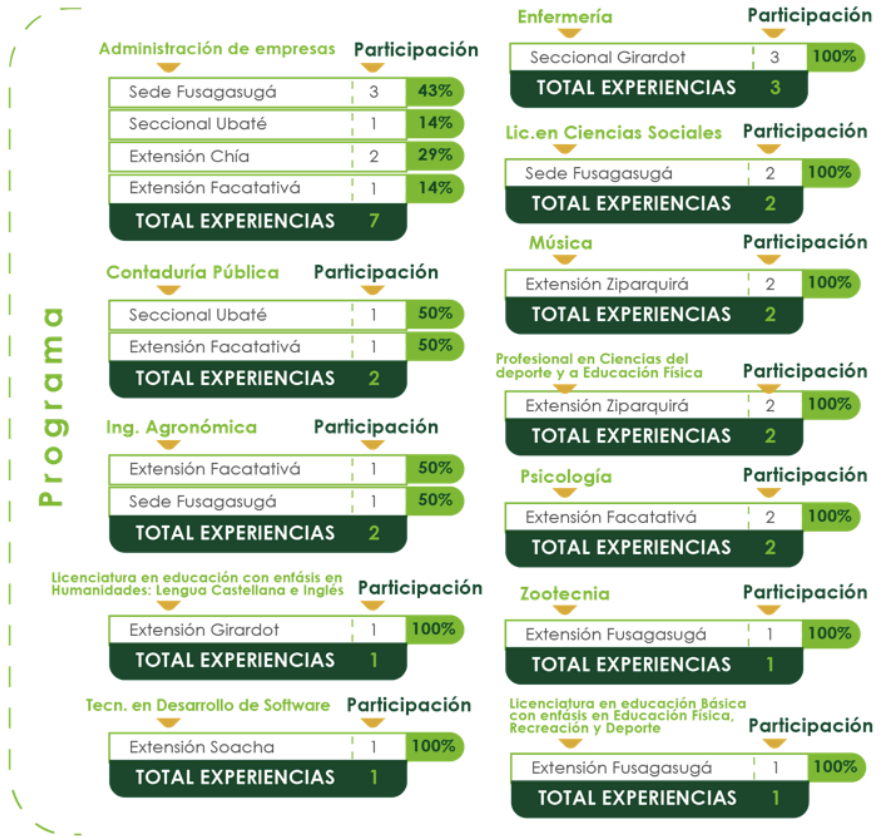 Programa
Administración de empresas Participación
Sede Fusagasugá 3 43%
Seccional Ubaté 1 14%
Extensión Chía 2 29%
Extensión Facatativá 1 14%
TOTAL EXPERIENCIAS 7
Contaduría Pública Participación
Seccional Ubaté 1 50%
Extensión Facatativá 1 50%
TOTAL EXPERIENCIAS 2
Ing. Agronómica Participación
Extensión Facatativá 1 50%
Sede Fusagasugá 1 50%
TOTAL EXPERIENCIAS 2
Licenciatura en educación con enfásis en
Humanidades: Lengua Castellana e Inglés Participación
Extensión Girardot 1 100%
TOTAL EXPERIENCIAS 1
Tecn. en Desarrollo de Software Participación
Extensión Soacha 1 100%
TOTAL EXPERIENCIAS 1
Enfermería Participación
Seccional Girardot 3 100%
TOTAL EXPERIENCIAS 3
Lic.en Ciencias Sociales Participación
Sede Fusagasugá 2 100%
TOTAL EXPERIENCIAS 2
Música Participación
Extensión Ziparquirá 2 100%
TOTAL EXPERIENCIAS 2
Profesional en Ciencias del
deporte y a Educación Física Participación
Extensión Ziparquirá 2 100%
TOTAL EXPERIENCIAS 2
Psicología Participación
Extensión Facatativá 2 100%
TOTAL EXPERIENCIAS 2
Zootecnia Participación
Extensión Fusagasugá 1 100%
TOTAL EXPERIENCIAS 1
Licenciatura en educación Básica
con enfásis en Educación Física,
Recreación y Deporte Participación
Extensión Fusagasugá 1 100%
TOTAL EXPERIENCIAS 1